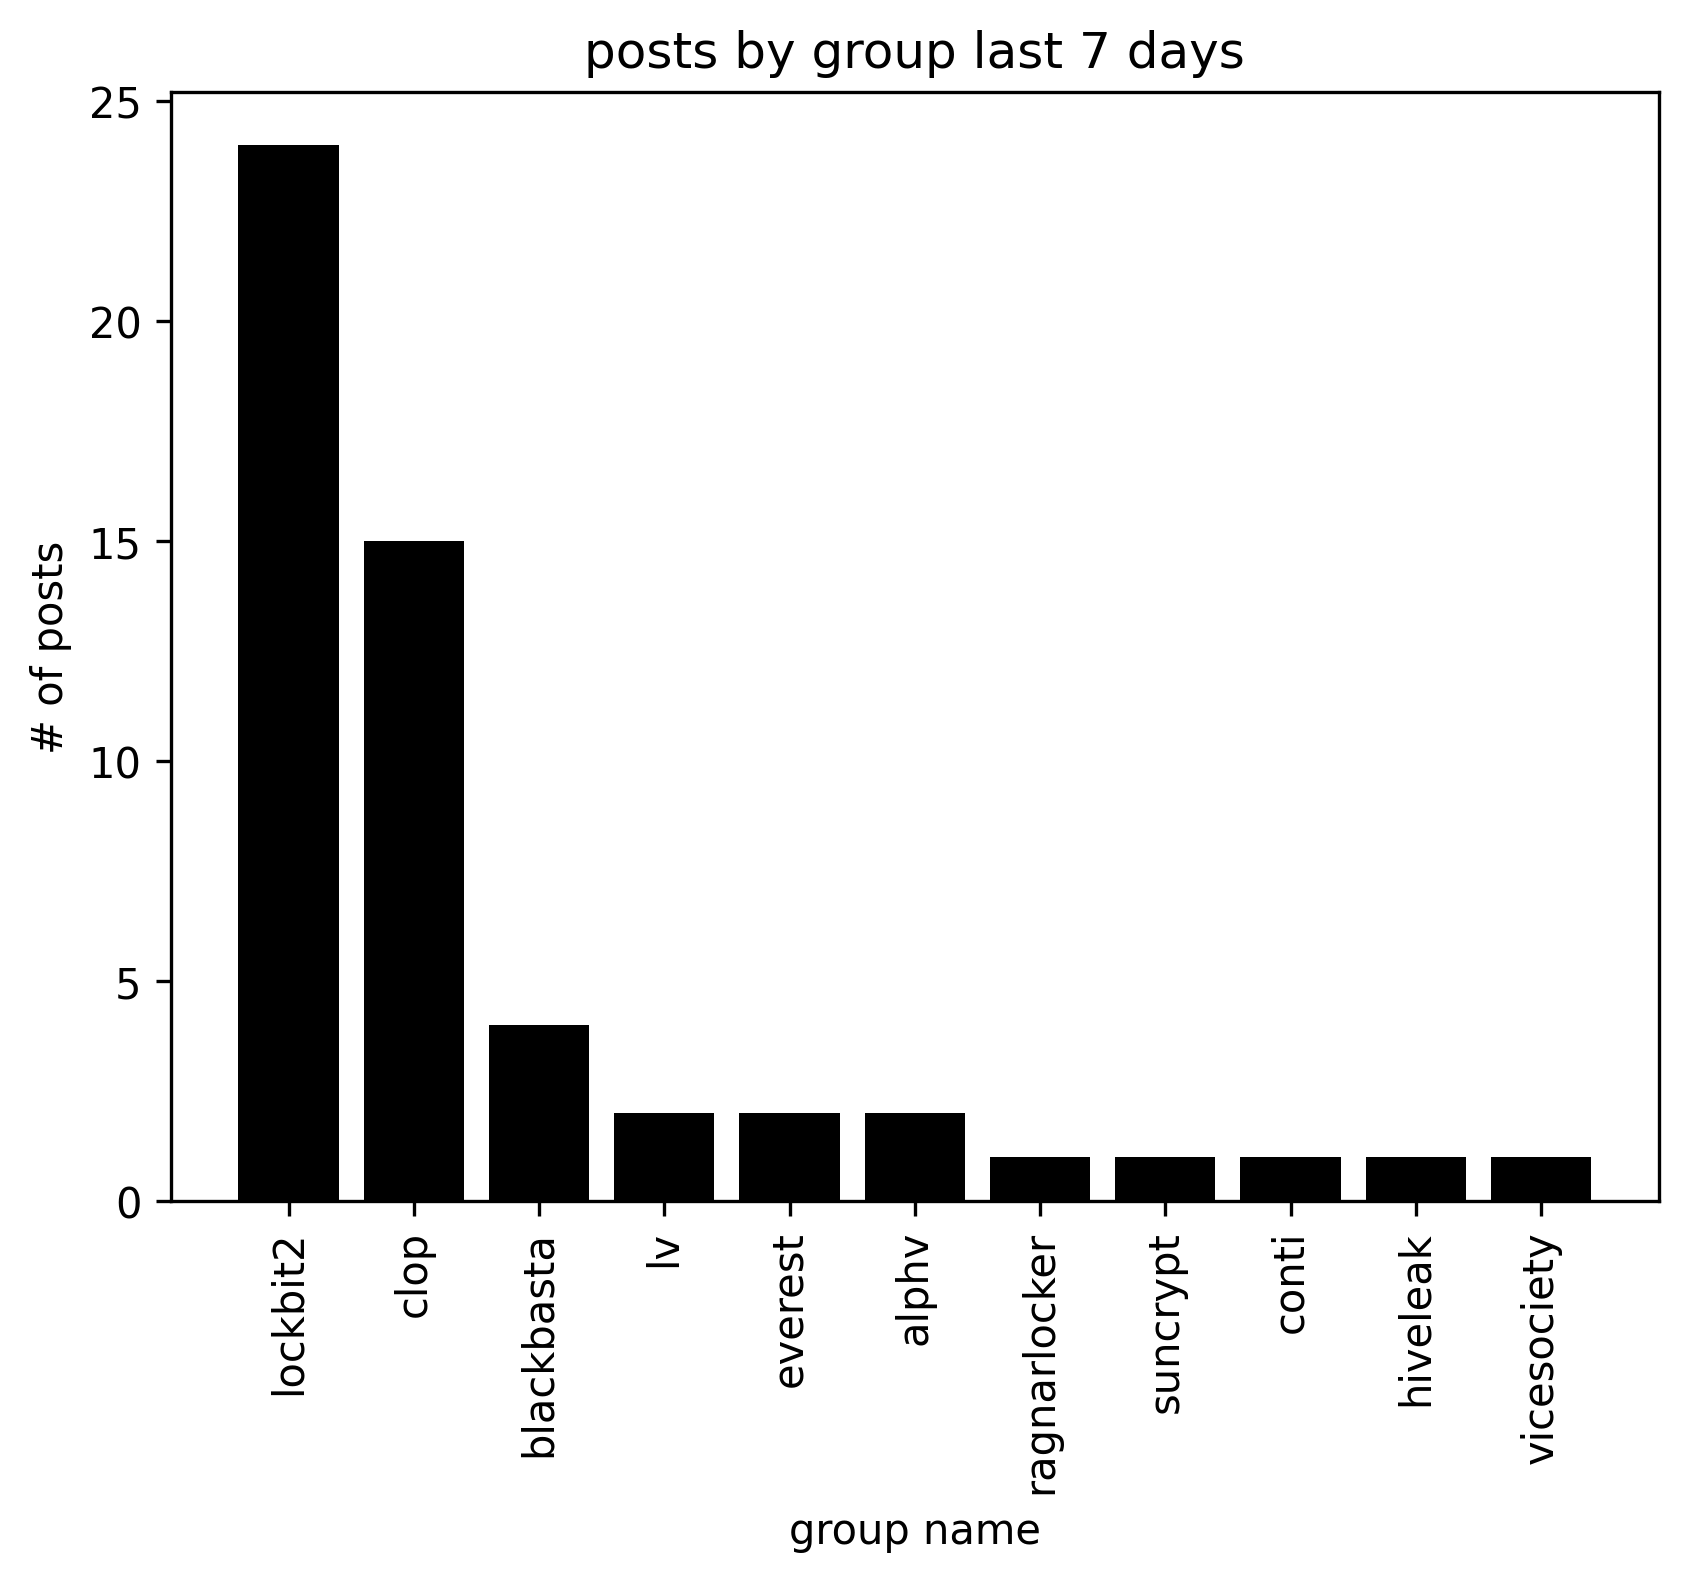 posts by group last 7 days
25
20
15
10
5
0
# of posts
lockbit2
clop
blackbasta
lv
everest
alphv
ragnarlocker
suncrypt
conti
hiveleak
vicesociety
group name